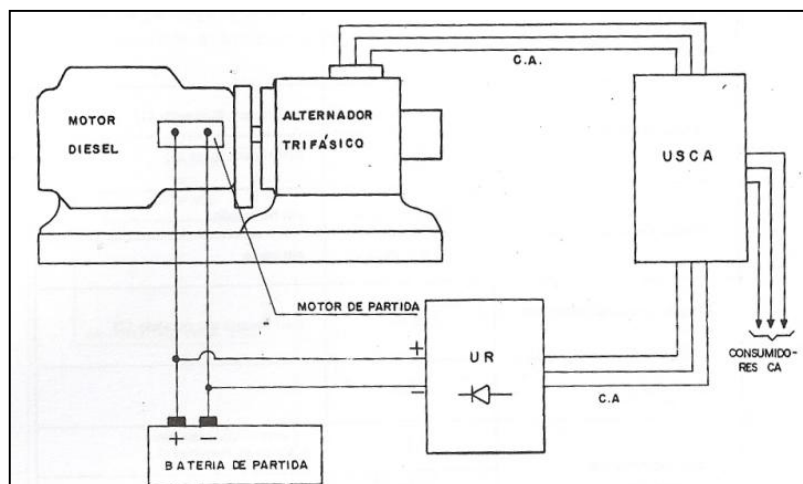 C.A.
MOTOR
DIESEL
ALTERNADOR
TRIFÁSICO
USCA
MOTOR DE PARTIDA
+
UR
-
CONSUMIDO-
RES CA
C.A
+ -
BATERIA DE PARTIDA